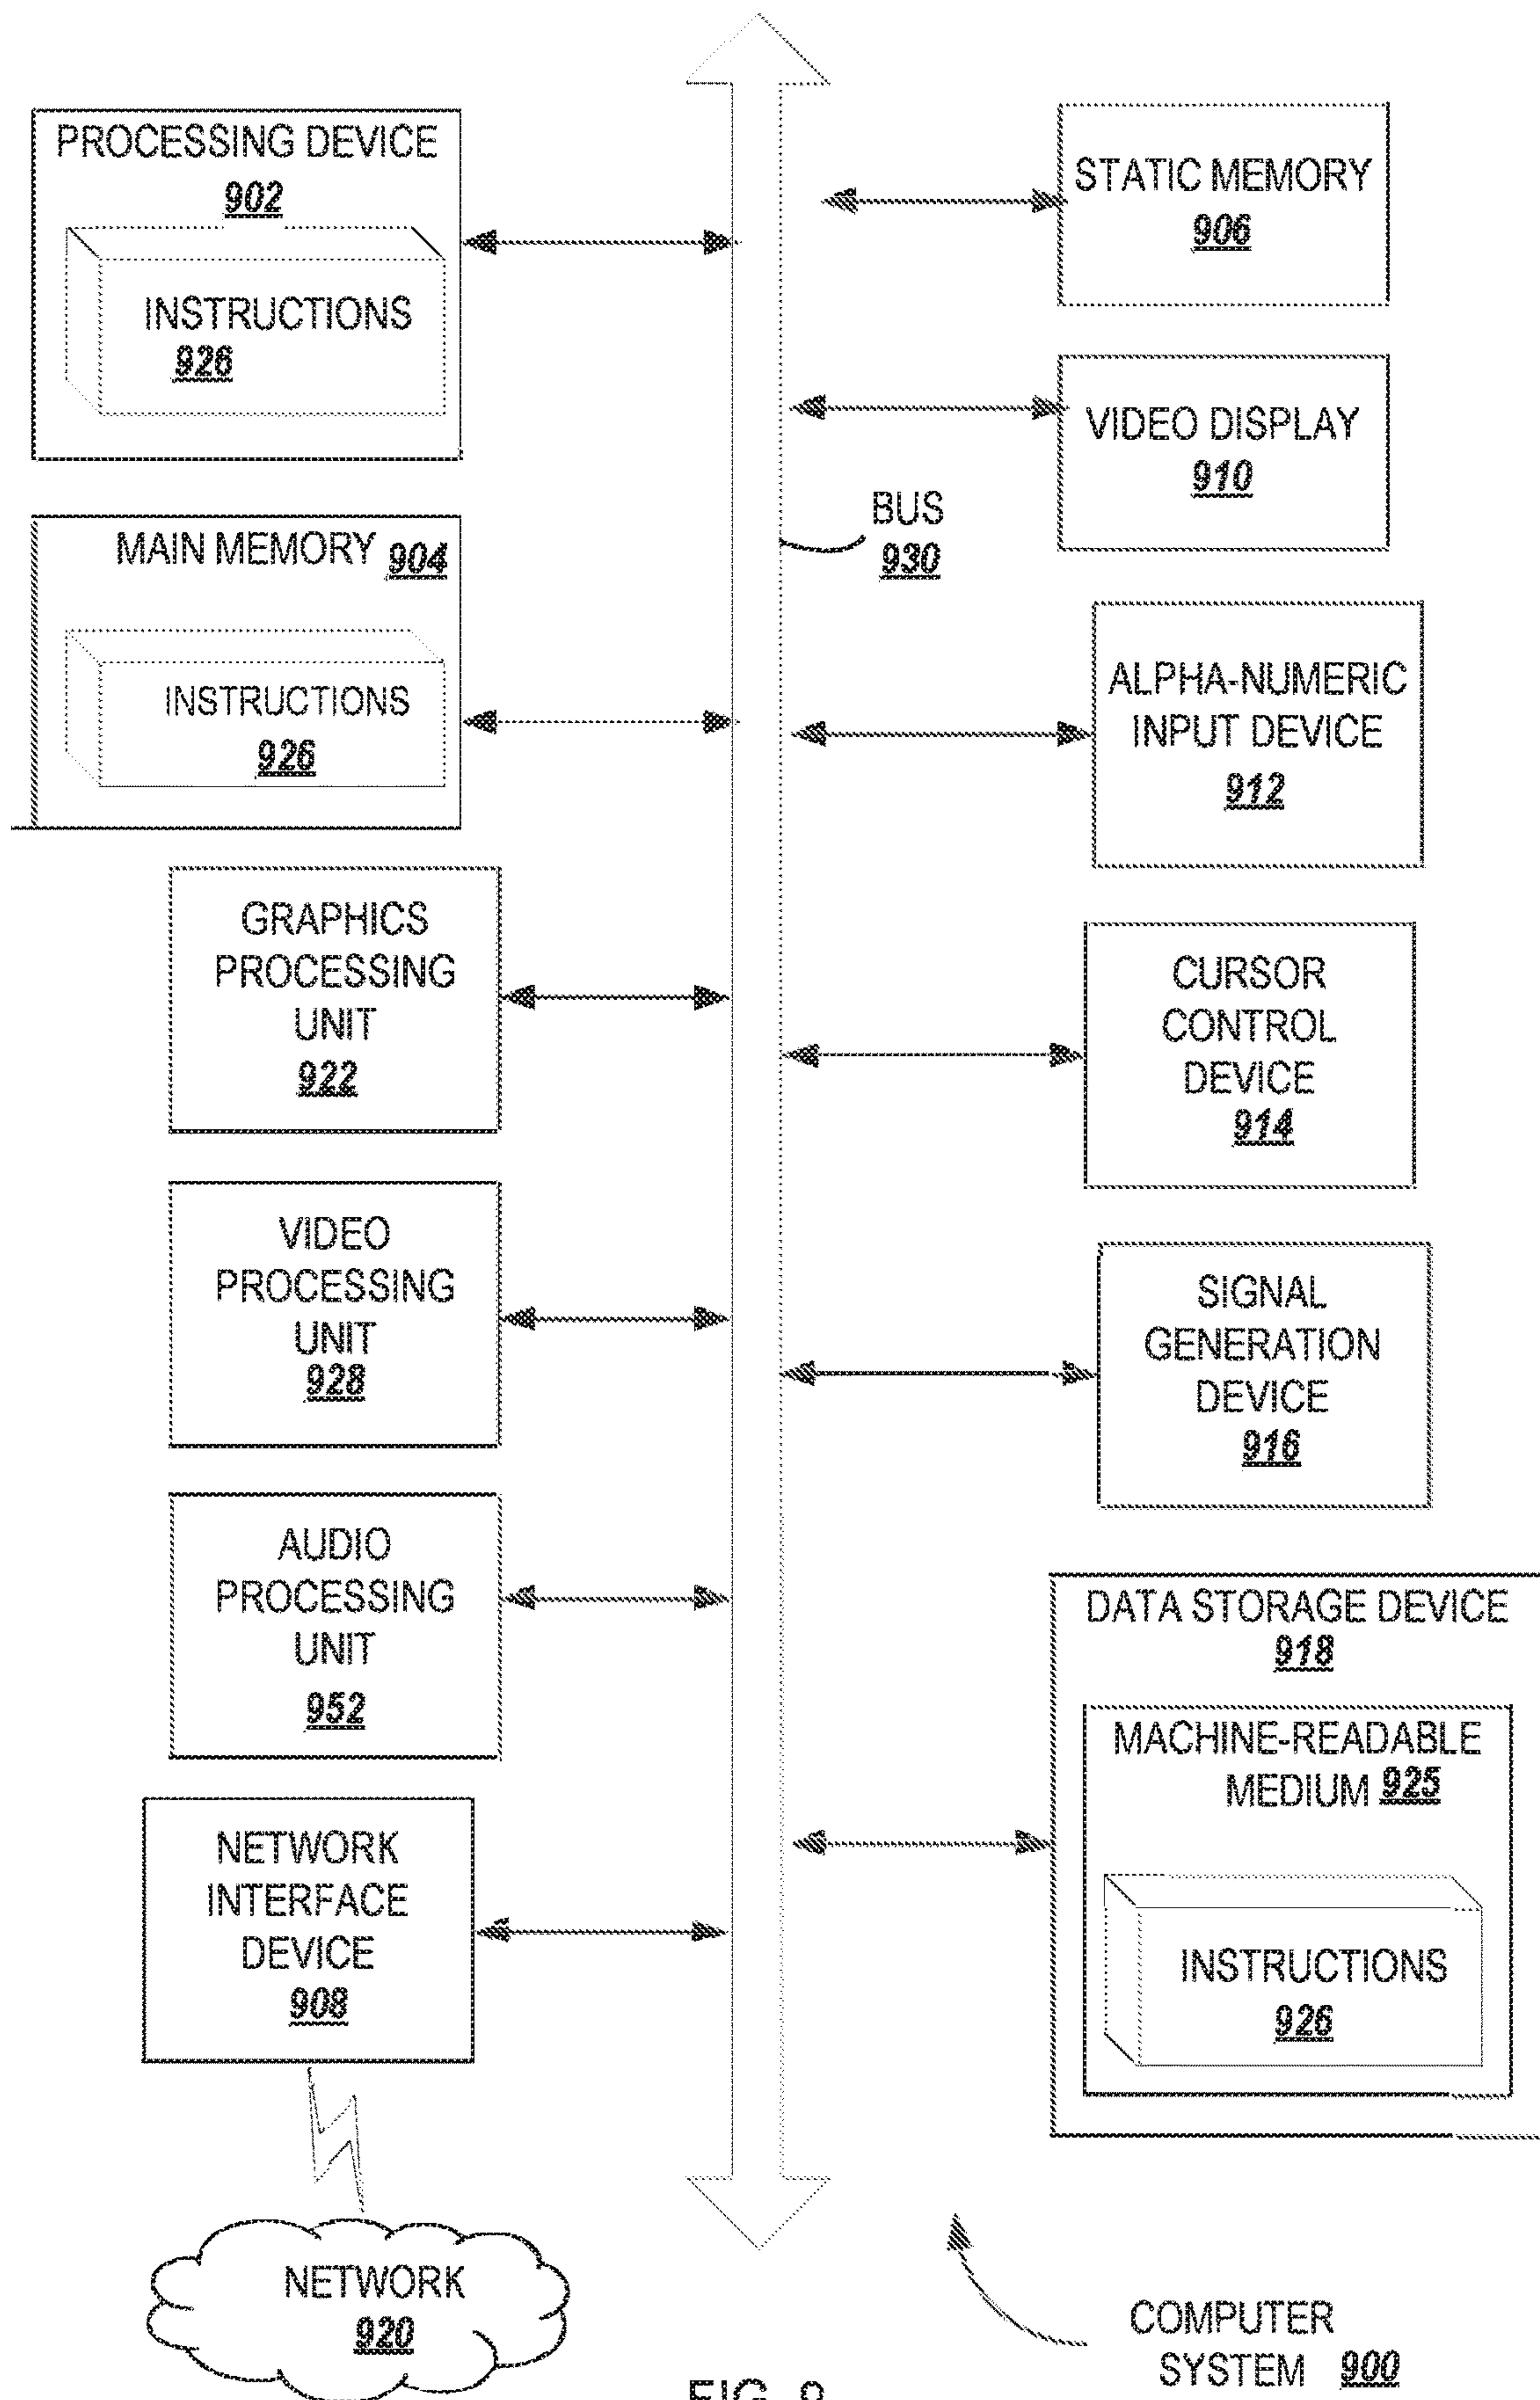 PROCESSING DEVICE
902
INSTRUCTIONS
926
MAIN MEMORY 904
INSTRUCTIONS
926
GRAPHICS
PROCESSING
UNIT
922
VIDEO
PROCESSING
UNIT
928
AUDIO
PROCESSING
UNIT
952
NETWORK
INTERFACE
DEVICE
908
NETWORK
920
BUS
930
STATIC MEMORY
906
VIDEO DISPLAY
910
ALPHA-NUMERIC
INPUT DEVICE
912
CURSOR
CONTROL
DEVICE
914
SIGNAL
GENERATION
DEVICE
916
DATA STORAGE DEVICE
918
MACHINE-READABLE
MEDIUM 925
INSTRUCTIONS
926
COMPUTER
SYSTEM 900
FIG. 9